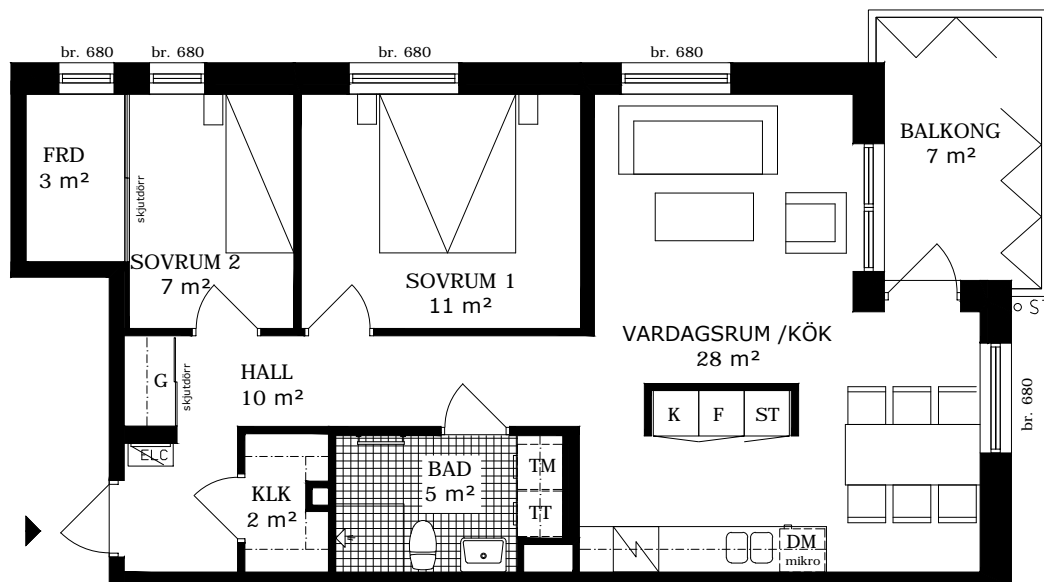 br. 680
br. 680
br. 680
br. 680
FRD
3 m²
skjutdörr
SOVRUM 2
7 m²
SOVRUM 1
11 m²
BALKONG
7 m²
VARDAGSRUM /KÖK
28 m²
G
skjutdörr
HALL
10 m²
K
F
ST
br. 680
ELC
KLK
2 m²
BAD
5 m²
TM
TT
DM
mikro